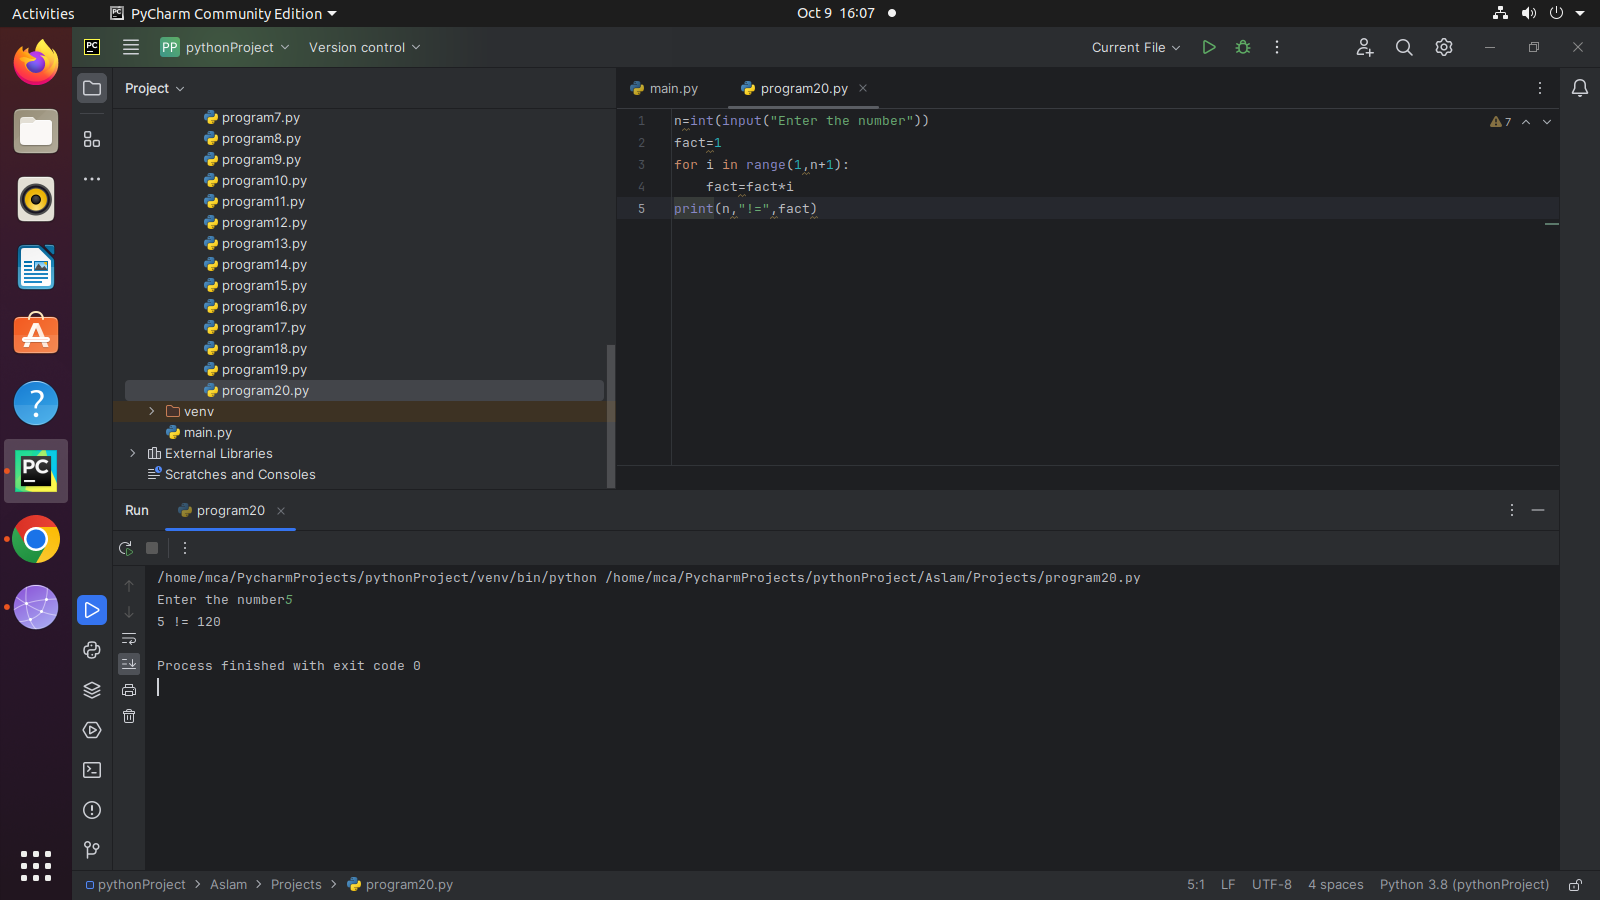 Activities PyCharm Community Edition Oct 9 16:07
PC PP pythonProject Version control Current File
Project
main.py program20.py
program7.py
program8.py
program9.py
program10.py
program11.py
program12.py
program13.py
program14.py
program15.py
program16.py
program17.py
program18.py
program19.py
program20.py
venv
main.py
External Libraries
Scratches and Consoles
1 n=int(input("Enter the number")) 7
2 fact=1
3 for i in range(1,n+1):
4 fact=fact*i
5 print(n,"!=",fact)
PC
Run program20
/home/mca/PycharmProjects/pythonProject/venv/bin/python /home/mca/PycharmProjects/pythonProject/Aslam/Projects/program20.py
Enter the number5
5 != 120
Process finished with exit code 0
pythonProject > Aslam > Projects > program20.py 5:1 LF UTF-8 4 spaces Python 3.8 (pythonProject)